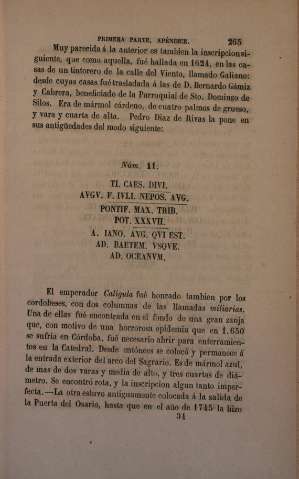 PRIMERA PARTE, APÉNDICE. 265
Muy parecida á la anterior es tambien la inscripcion si-
guiente, que como aquella, fué hallada en 1624, en las ca-
sas de un tintorero de la calle del Viento, llamado Galiano:
desde cuyas casas fué trasladada á las de D. Bernardo Gámiz
y Cabrera, beneficiado de la Parroquial de Sto. Domingo de
Silos. Era de mármol cárdeno, de cuatro palmos de grueso,
y vara y cuarta de alto. Pedro Diaz de Rivas la pone en
sus antigüedades del modo siguiente:
Núm. 11.
TI. CAES. DIVI.
AVGV. F. IVLI. NEPOS. AVG.
PONTIF. MAX. TRIB.
POT. XXXVII.
A. IANO. AVG. QVI EST.
AD. BAETEM. VSQVE.
AD. OCEANVM.
El emperador Calígula fué honrado tambien por los
cordobeses, con dos columnas de las llamadas miliarias.
Una de ellas fué encontrada en el fondo de una gran zanja
que, con motivo de una horrorosa epidemia que en 1.650
se sufria en Córdoba, fué necesario abrir para enterramien-
tos en la Catedral. Desde entónces se colocó y permanece á
la entrada exterior del arco del Sagrario. Es de mármol azul,
de mas de dos varas y media de alto, y tres cuartas de diá-
metro. Se encontró rota, y la inscripcion algun tanto imper-
fecta.—La otra estuvo antiguamente colocada á la salida de
la Puerta del Osario, hasta que en el año de 1745 la hizo
34